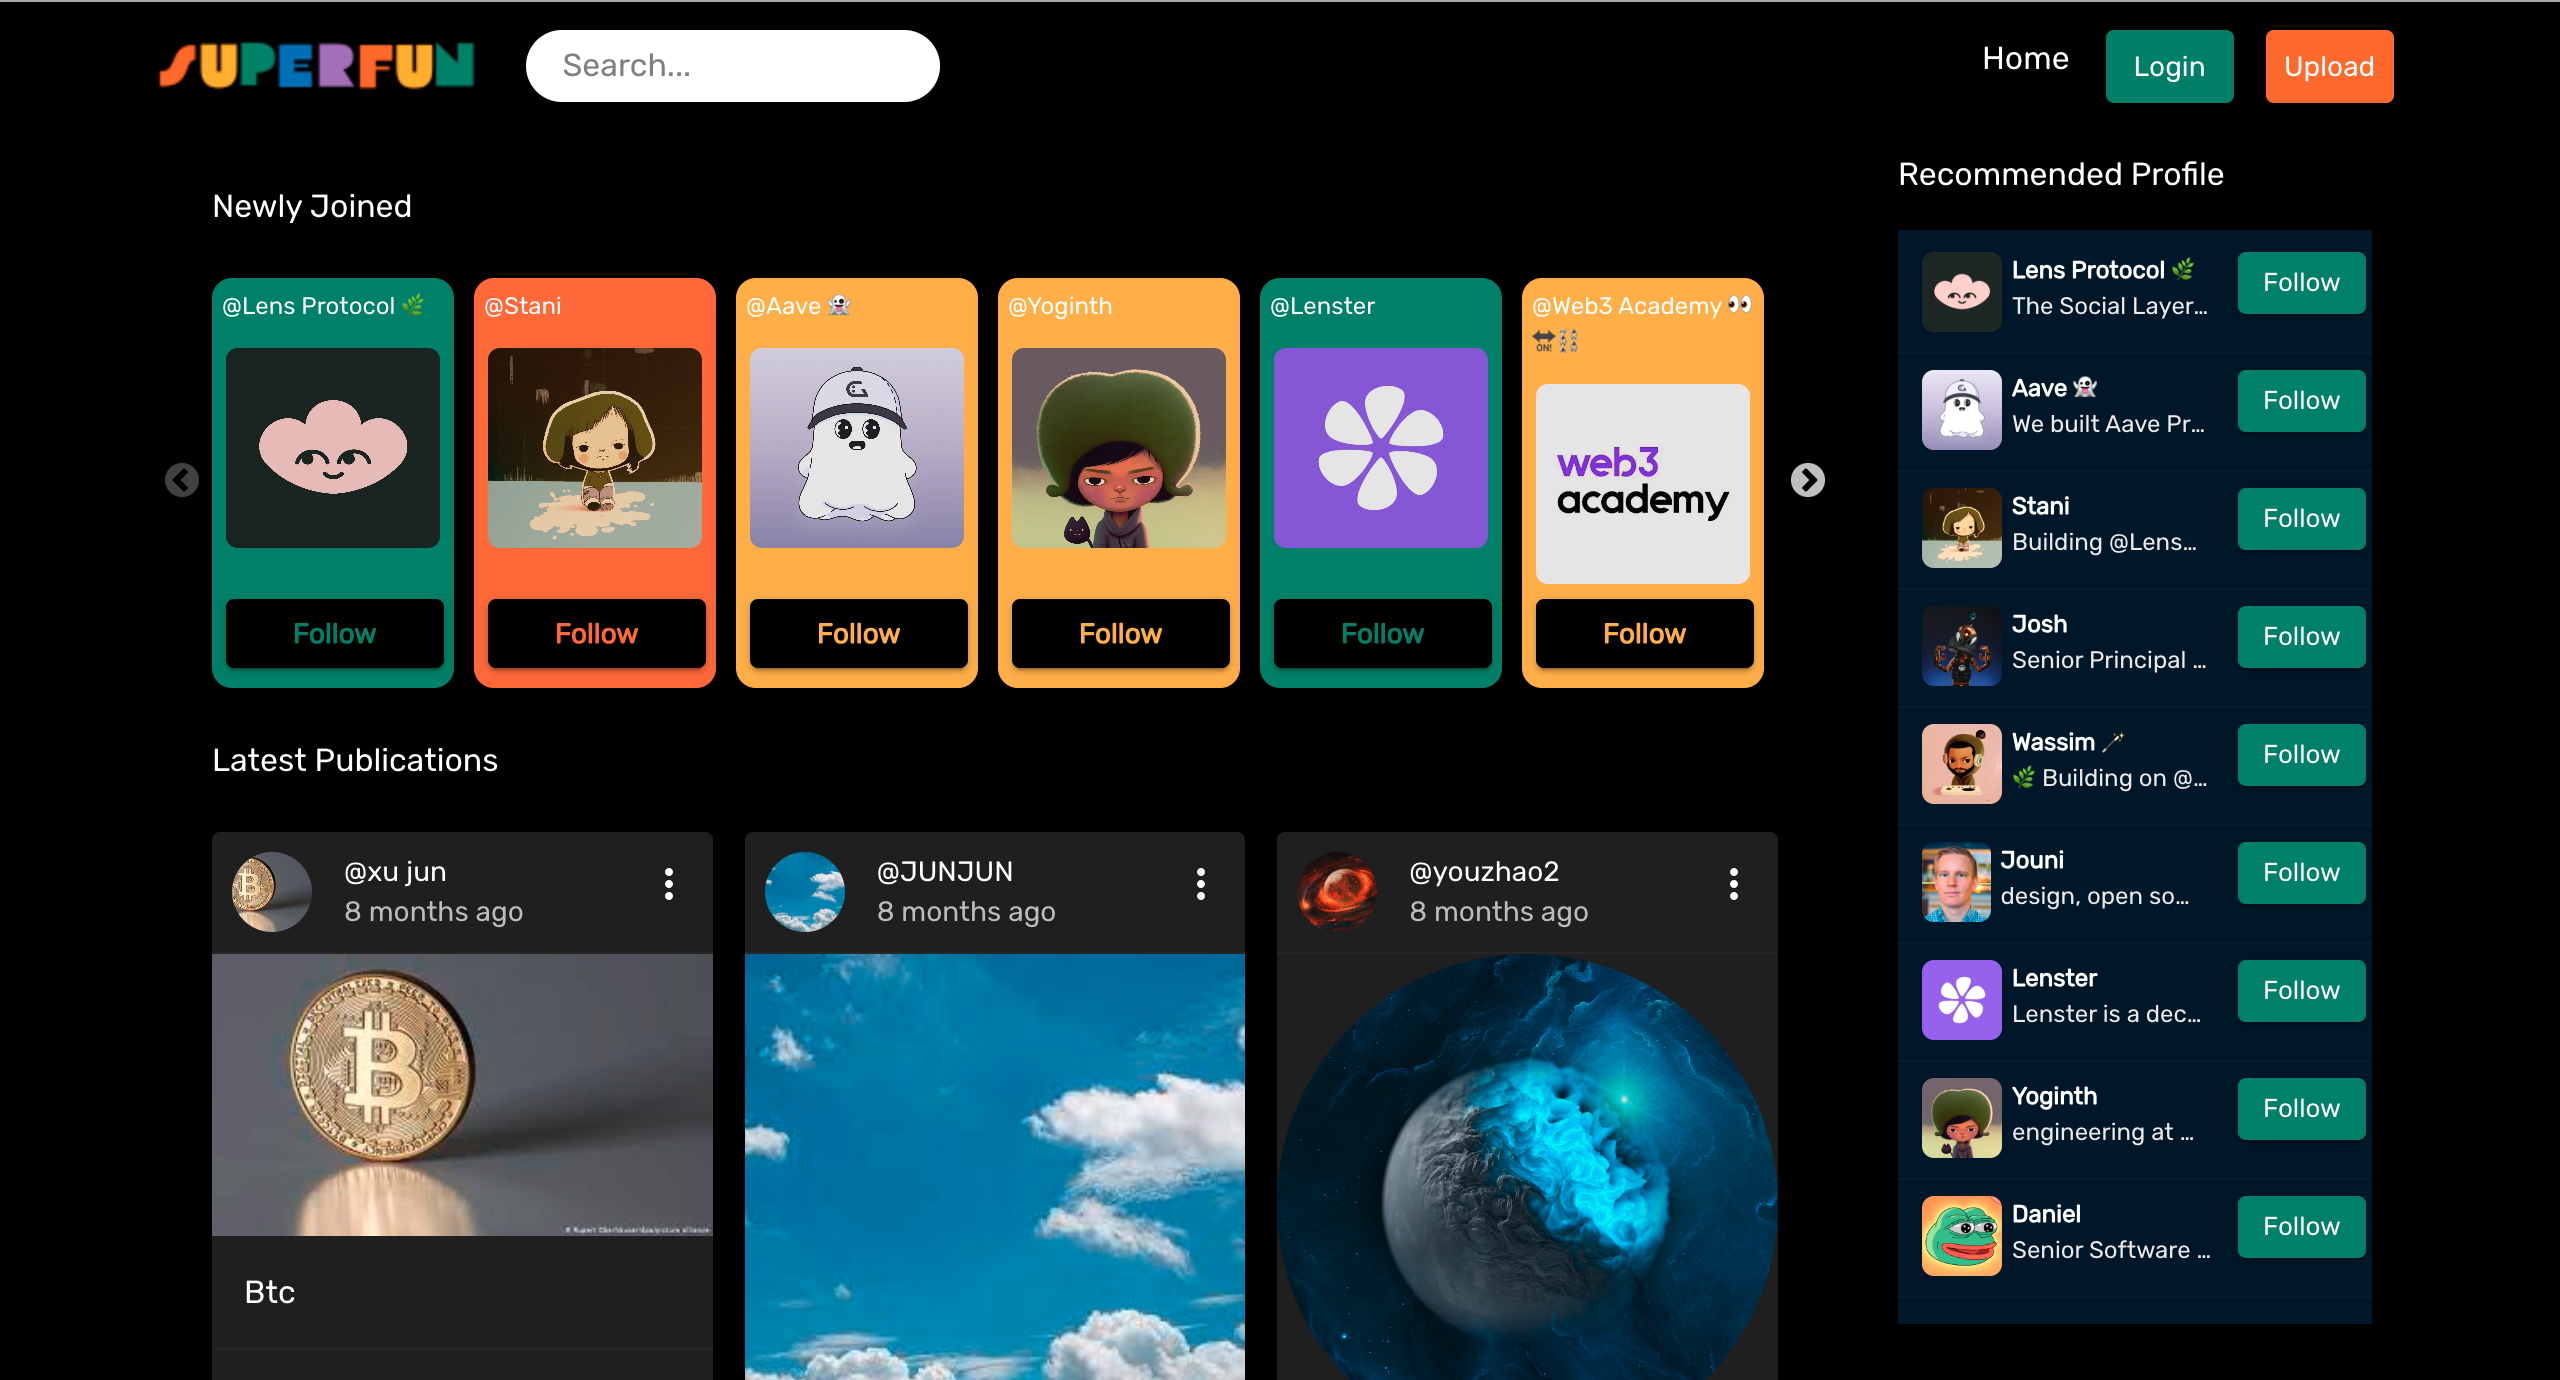 SUPERFUN
Search...
Home
Login
Upload
Newly Joined
@Lens Protocol 🌿
@Stani
@Aave 👻
@Yoginth
@Lenster
@Web3 Academy 👀
ON!
web3
academy
Follow
Follow
Follow
Follow
Follow
Follow
Latest Publications
@xu jun
8 months ago
@JUNJUN
8 months ago
@youzhao2
8 months ago
Btc
Recommended Profile
Lens Protocol 🌿
The Social Layer...
Follow
Aave 👻
We built Aave Pr...
Follow
Stani
Building @Lens...
Follow
Josh
Senior Principal ...
Follow
Wassim
🌿 Building on @...
Follow
Jouni
design, open so...
Follow
Lenster
Lenster is a dec...
Follow
Yoginth
engineering at ...
Follow
Daniel
Senior Software ...
Follow